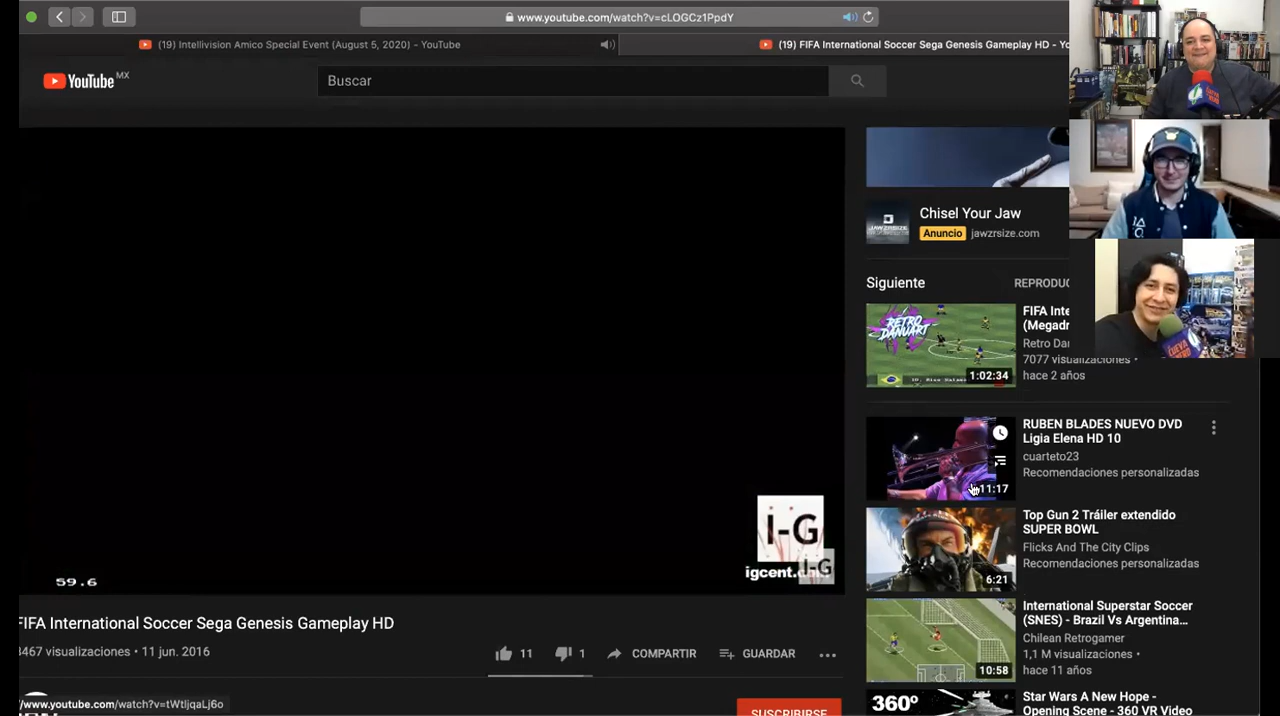 www.youtube.com/watch?v=cLOGCz1PpdY
(19) Intellivision Amico Special Event (August 5, 2020) - YouTube
(19) FIFA International Soccer Sega Genesis Gameplay HD - Yo
YouTube MX
Buscar
Chisel Your Jaw
Anuncio jawzrsize.com
Siguiente
REPRODUC
RETRO
DANUART
1:02:34
FIFA Inte
(Megadr
Retro Dan
7077 visualizaciones •
hace 2 años
11:17
RUBEN BLADES NUEVO DVD
Ligia Elena HD 10
cuarteto23
Recomendaciones personalizadas
6:21
Top Gun 2 Tráiler extendido
SUPER BOWL
Flicks And The City Clips
Recomendaciones personalizadas
10:58
International Superstar Soccer
(SNES) - Brazil Vs Argentina...
Chilean Retrogamer
1,1 M visualizaciones •
hace 11 años
360°
Star Wars A New Hope -
Opening Scene - 360 VR Video
I-G
I-G
59.6
FIFA International Soccer Sega Genesis Gameplay HD
3467 visualizaciones • 11 jun. 2016
11
1
COMPARTIR
GUARDAR
/www.youtube.com/watch?v=tWtIjqaLj6o
SUSCRIBIRSE